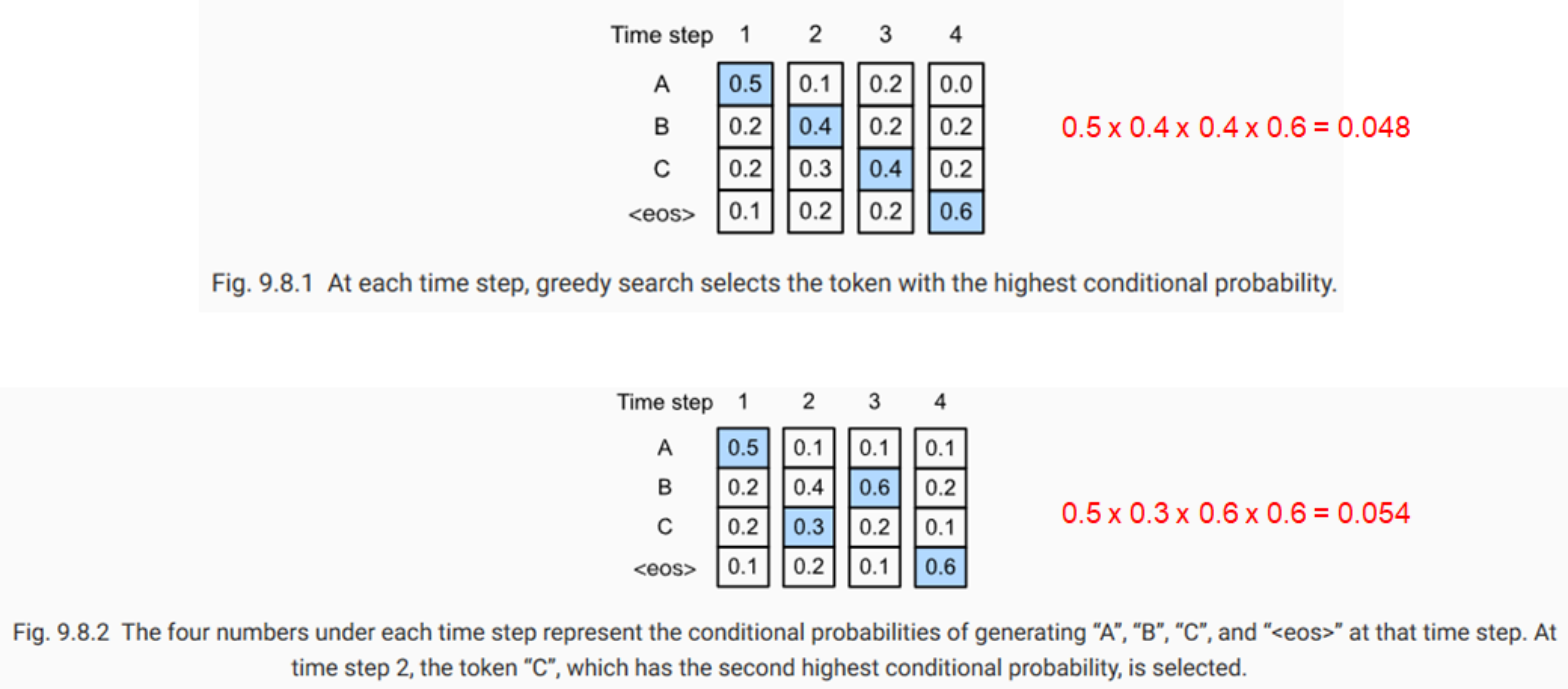 Time step 1 2 3 4
A 0.5 0.1 0.2 0.0
B 0.2 0.4 0.2 0.2
0.5 x 0.4 x 0.4 x 0.6 = 0.048
C 0.2 0.3 0.4 0.2
<eos> 0.1 0.2 0.2 0.6
Fig. 9.8.1 At each time step, greedy search selects the token with the highest conditional probability.
Time step 1 2 3 4
A 0.5 0.1 0.1 0.1
B 0.2 0.4 0.6 0.2
0.5 x 0.3 x 0.6 x 0.6 = 0.054
C 0.2 0.3 0.2 0.1
<eos> 0.1 0.2 0.1 0.6
Fig. 9.8.2 The four numbers under each time step represent the conditional probabilities of generating “A”, “B”, “C”, and “<eos>” at that time step. At
time step 2, the token “C”, which has the second highest conditional probability, is selected.